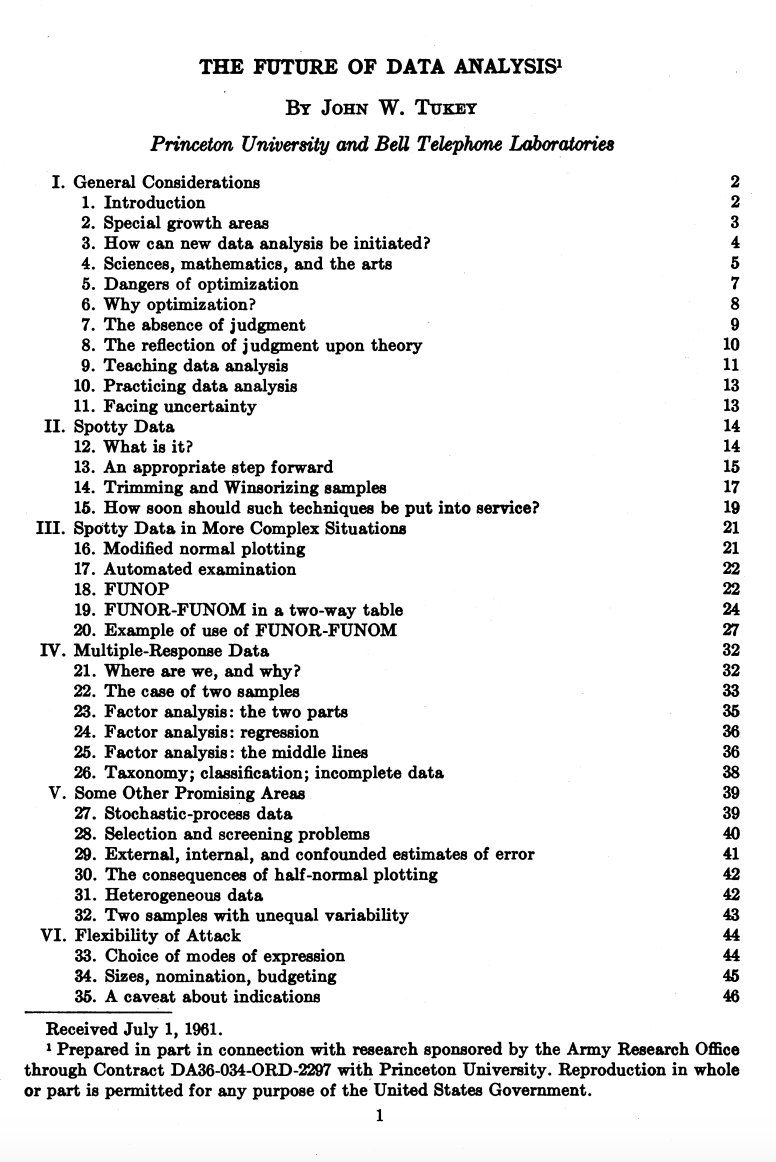 THE FUTURE OF DATA ANALYSIS¹
BY JOHN W. TUKEY
Princeton University and Bell Telephone Laboratories
I. General Considerations 2
1. Introduction 2
2. Special growth areas 3
3. How can new data analysis be initiated? 4
4. Sciences, mathematics, and the arts 5
5. Dangers of optimization 7
6. Why optimization? 8
7. The absence of judgment 9
8. The reflection of judgment upon theory 10
9. Teaching data analysis 11
10. Practicing data analysis 13
11. Facing uncertainty 13
II. Spotty Data 14
12. What is it? 14
13. An appropriate step forward 15
14. Trimming and Winsorizing samples 17
15. How soon should such techniques be put into service? 19
III. Spotty Data in More Complex Situations 21
16. Modified normal plotting 21
17. Automated examination 22
18. FUNOP 22
19. FUNOR-FUNOM in a two-way table 24
20. Example of use of FUNOR-FUNOM 27
IV. Multiple-Response Data 32
21. Where are we, and why? 32
22. The case of two samples 33
23. Factor analysis: the two parts 35
24. Factor analysis: regression 36
25. Factor analysis: the middle lines 36
26. Taxonomy; classification; incomplete data 38
V. Some Other Promising Areas 39
27. Stochastic-process data 39
28. Selection and screening problems 40
29. External, internal, and confounded estimates of error 41
30. The consequences of half-normal plotting 42
31. Heterogeneous data 42
32. Two samples with unequal variability 43
VI. Flexibility of Attack 44
33. Choice of modes of expression 44
34. Sizes, nomination, budgeting 45
35. A caveat about indications 46
Received July 1, 1961.
¹ Prepared in part in connection with research sponsored by the Army Research Office
through Contract DA36-034-ORD-2297 with Princeton University. Reproduction in whole
or part is permitted for any purpose of the United States Government.
1